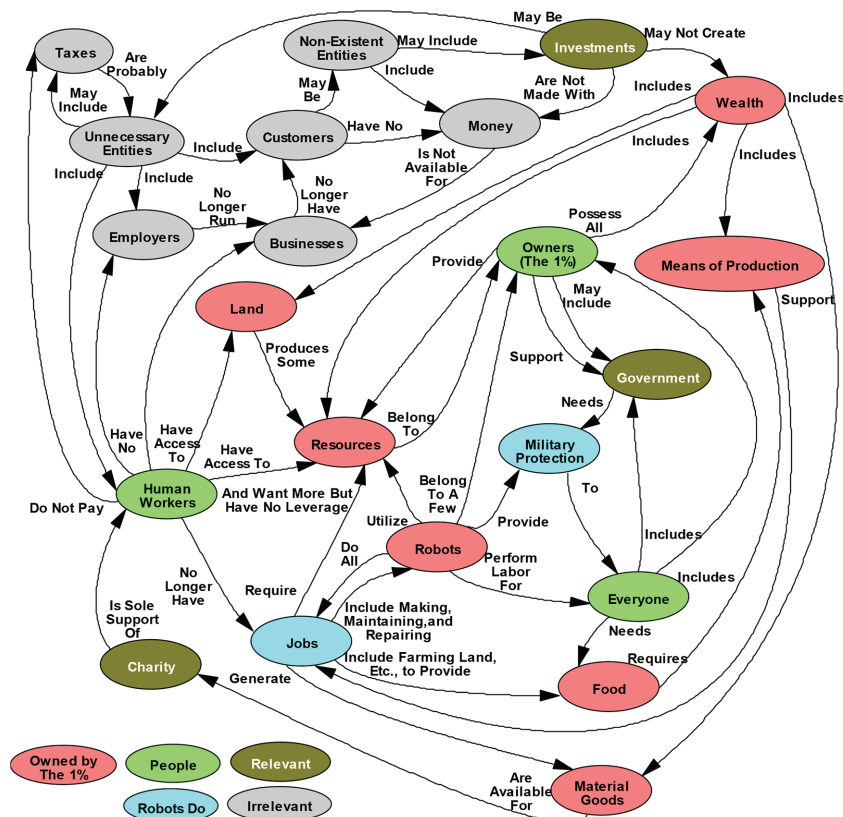 May Be
Taxes
Are
Probably
Non-Existent
Entities
May Include
Investments
May Not Create
May
Include
May
Be
Include
Are Not
Made With
Includes
Wealth
Includes
Unnecessary
Entities
Include
Customers
Have No
Money
Includes
Includes
Include
Include
No
Longer
Run
No
Longer
Have
Is Not
Available
For
Employers
Businesses
Possess
All
Owners
(The 1%)
Provide
Means of Production
May
Include
Support
Land
Produces
Some
Support
Government
Needs
Belong
To
Resources
Military
Protection
Have
No
Have
Access
To
Have
Access To
Human
Workers
Do Not Pay
And Want More But
Have No Leverage
Belong
To A
Few
To
Utilize
Provide
Robots
Includes
Do
All
Perform
Labor
For
No
Longer
Have
Require
Everyone
Includes
Is Sole
Support
Of
Include Making,
Maintaining,and
Repairing
Needs
Jobs
Include Farming Land,
Etc., to Provide
Requires
Charity
Generate
Food
Owned by
The 1%
People
Relevant
Are
Available
For
Material
Goods
Robots Do
Irrelevant